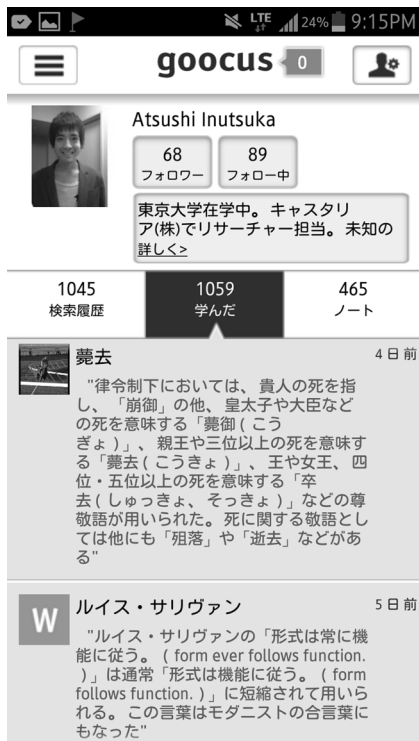 LTE 24% 9:15PM
goocus 0
Atsushi Inutsuka
68 89
フォロワー フォロー中
東京大学在学中。キャスタリ
ア(株)でリサーチャー担当。未知の
詳しく>
1045 1059 465
検索履歴 学んだ ノート
薨去 4日前
"律令制下においては、貴人の死を指
し、「崩御」の他、皇太子や大臣など
の死を意味する「薨御(こう
ぎょ)」、親王や三位以上の死を意味す
る「薨去(こうきょ)」、王や女王、四
位・五位以上の死を意味する「卒
去(しゅっきょ、そっきょ)」などの尊
敬語が用いられた。死に関する敬語とし
ては他にも「殂落」や「逝去」などがあ
る"
W ルイス・サリヴァン 5日前
"ルイス・サリヴァンの「形式は常に機
能に従う。(form ever follows function.
)」は通常「形式は機能に従う。(form
follows function.)」に短縮されて用いら
れる。この言葉はモダニストの合言葉に
もなった"